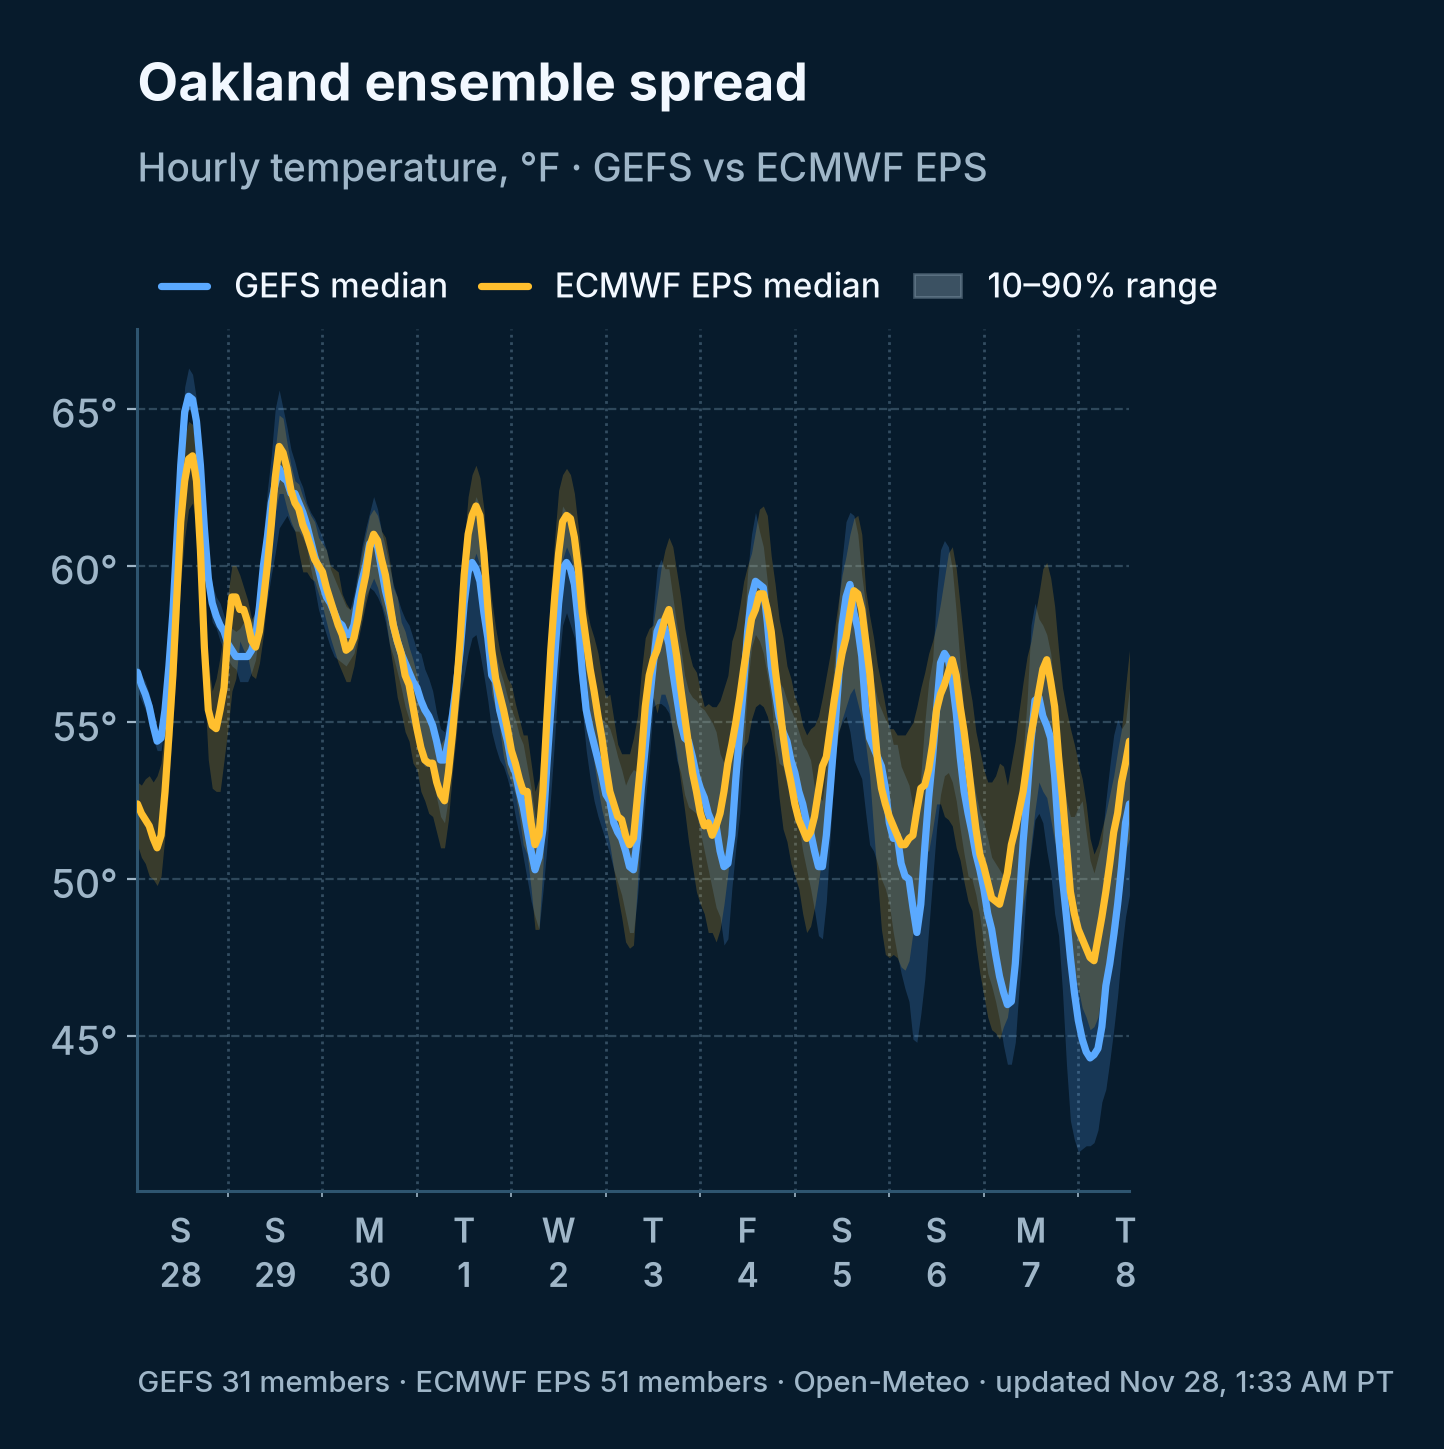 Oakland ensemble spread
Hourly temperature, °F · GEFS vs ECMWF EPS
GEFS median ECMWF EPS median 10–90% range
65°
60°
55°
50°
45°
S S M T W T F S S M T
28 29 30 1 2 3 4 5 6 7 8
GEFS 31 members · ECMWF EPS 51 members · Open-Meteo · updated Nov 28, 1:33 AM PT